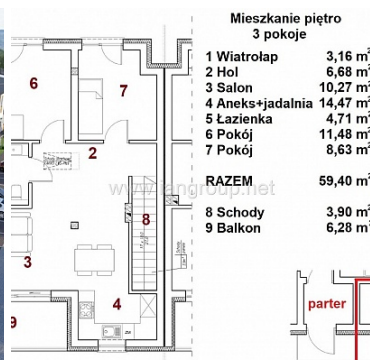 Mieszkanie piętro
3 pokoje
1 Wiatrołap 3,16 m²
2 Hol 6,68 m²
3 Salon 10,27 m²
4 Aneks+jadalnia 14,47 m²
5 Łazienka 4,71 m²
6 Pokój 11,48 m²
7 Pokój 8,63 m²
RAZEM 59,40 m²
8 Schody 3,90 m²
9 Balkon 6,28 m²
6
7
2
www.iangroup.net
8
3
4
9
parter